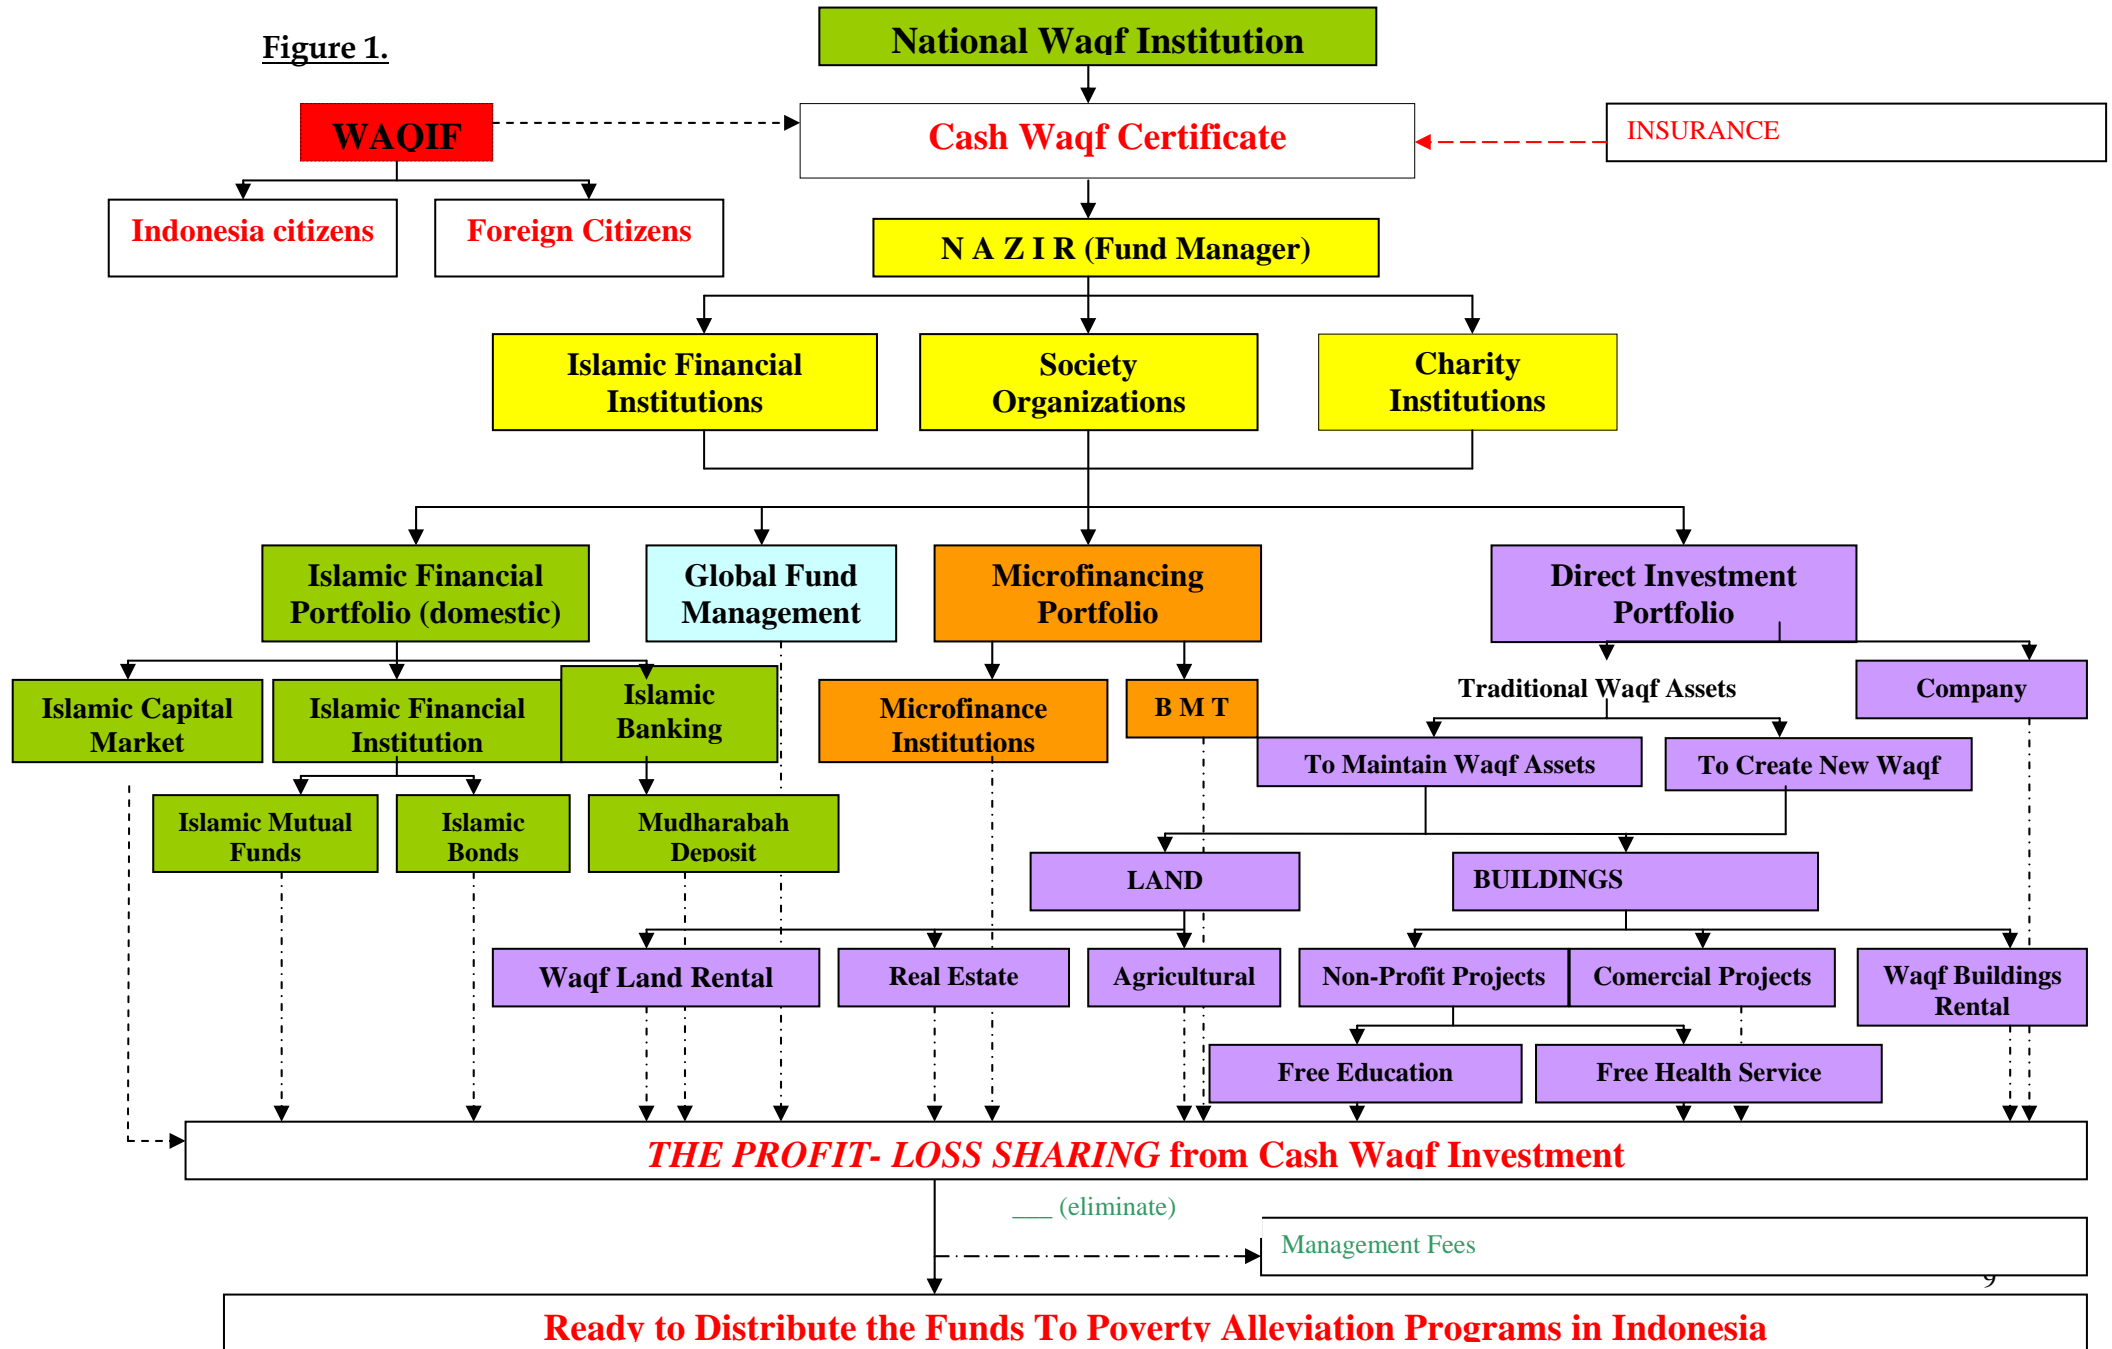 Figure 1.
National Waqf Institution
WAQIF
Cash Waqf Certificate
INSURANCE
Indonesia citizens
Foreign Citizens
N A Z I R (Fund Manager)
Islamic Financial
Institutions
Society
Organizations
Charity
Institutions
Islamic Financial
Portfolio (domestic)
Global Fund
Management
Microfinancing
Portfolio
Direct Investment
Portfolio
Islamic Capital
Market
Islamic Financial
Institution
Islamic
Banking
Microfinance
Institutions
B M T
Traditional Waqf Assets
Company
To Maintain Waqf Assets
To Create New Waqf
Islamic Mutual
Funds
Islamic
Bonds
Mudharabah
Deposit
LAND
BUILDINGS
Waqf Land Rental
Real Estate
Agricultural
Non-Profit Projects
Comercial Projects
Waqf Buildings
Rental
Free Education
Free Health Service
THE PROFIT- LOSS SHARING from Cash Waqf Investment
___ (eliminate)
Management Fees
9
Ready to Distribute the Funds To Poverty Alleviation Programs in Indonesia